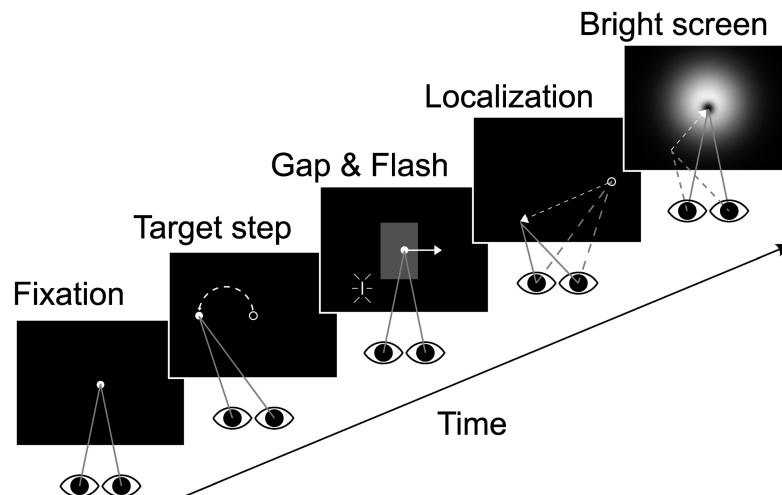 Bright screen
Localization
Gap & Flash
Target step
Fixation
Time